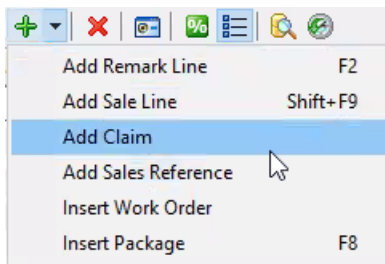 %
Add Remark Line F2
Add Sale Line Shift+F9
Add Claim
Add Sales Reference
Insert Work Order
Insert Package F8